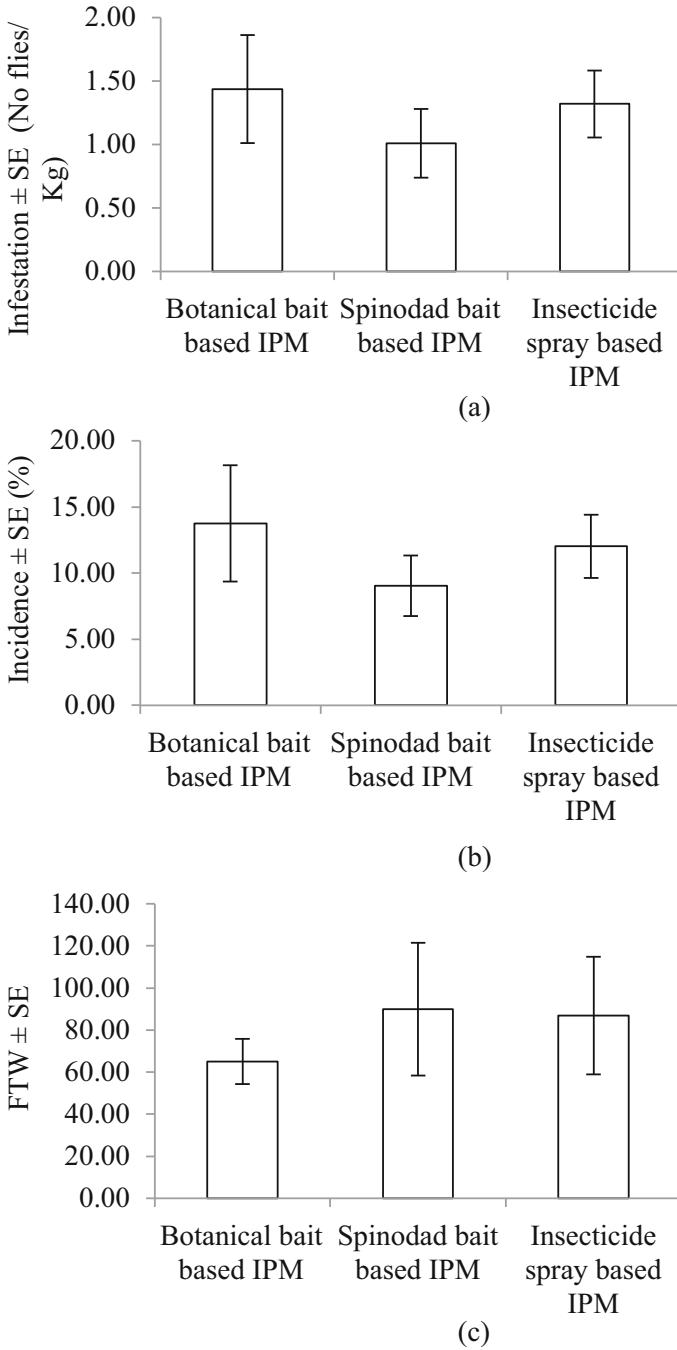 Infestation ± SE (No flies/
Kg)
2.00
1.50
1.00
0.50
0.00
Botanical bait
based IPM
Spinodad bait
based IPM
Insecticide
spray based
IPM
(a)
Incidence ± SE (%)
20.00
15.00
10.00
5.00
0.00
Botanical bait
based IPM
Spinodad bait
based IPM
Insecticide
spray based
IPM
(b)
FTW ± SE
140.00
120.00
100.00
80.00
60.00
40.00
20.00
0.00
Botanical bait
based IPM
Spinodad bait
based IPM
Insecticide
spray based
IPM
(c)